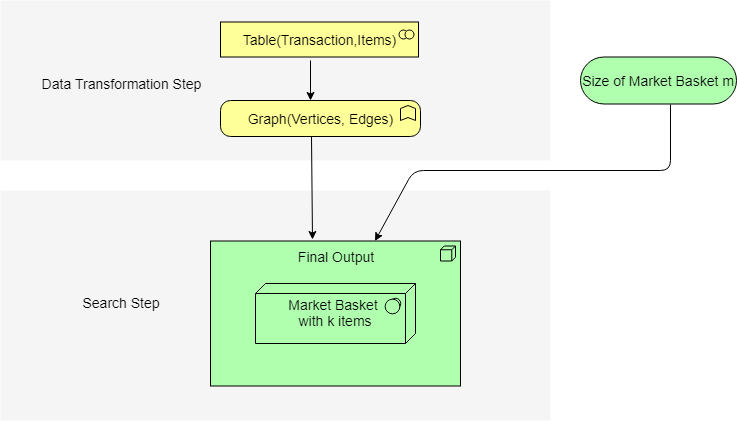 Table(Transaction,Items)
Data Transformation Step
Size of Market Basket m
Graph(Vertices, Edges)
Final Output
Search Step
Market Basket
with k items